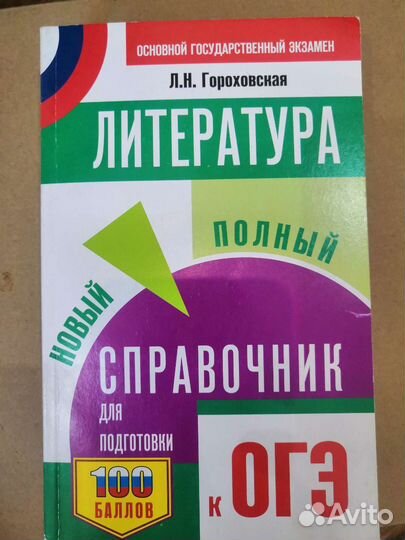 ОСНОВНОЙ ГОСУДАРСТВЕННЫЙ ЭКЗАМЕН
Л.Н. Гороховская
ЛИТЕРАТУРА
НОВЫЙ
ПОЛНЫЙ
СПРАВОЧНИК
ДЛЯ
ПОДГОТОВКИ
100
БАЛЛОВ
К ОГЭ
Avito